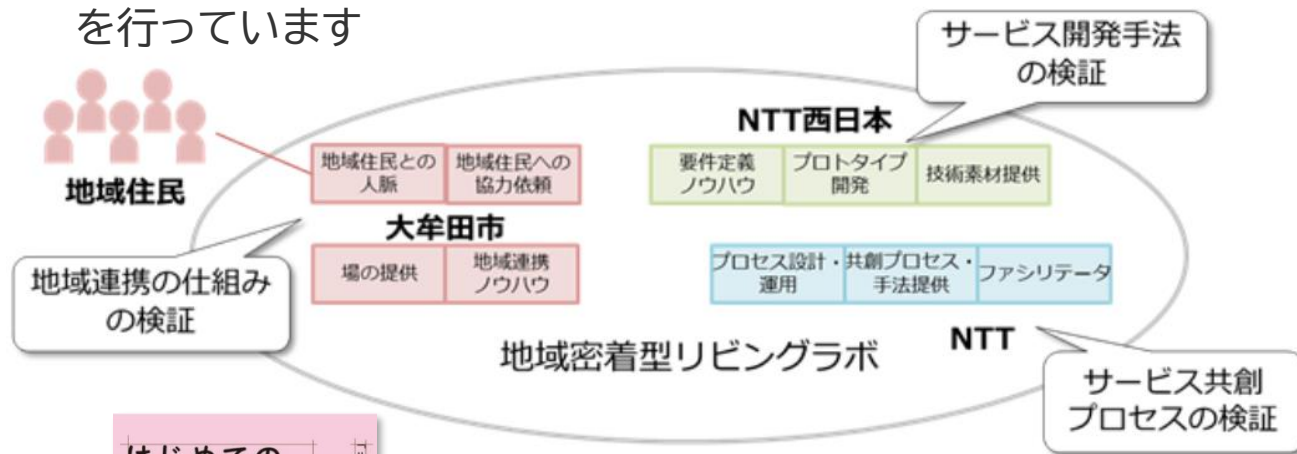 を行っています
サービス開発手法
の検証
NTT西日本
地域住民との
人脈
地域住民への
協力依頼
要件定義
ノウハウ
プロトタイプ
開発
技術素材提供
地域住民
大牟田市
場の提供
地域連携
ノウハウ
プロセス設計・
運用
共創プロセス・
手法提供
ファシリテータ
地域連携の仕組み
の検証
地域密着型リビングラボ
NTT
サービス共創
プロセスの検証
はじめての